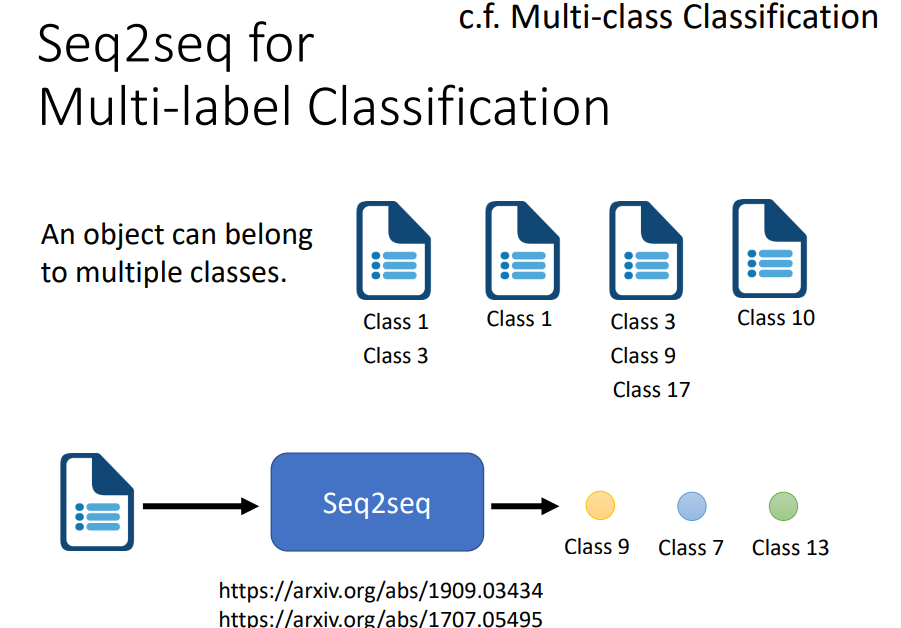 c.f. Multi-class Classification
Seq2seq for
Multi-label Classification
An object can belong
to multiple classes.
Class 1
Class 3
Class 1
Class 3
Class 9
Class 17
Class 10
Seq2seq
Class 9
Class 7
Class 13
https://arxiv.org/abs/1909.03434
https://arxiv.org/abs/1707.05495